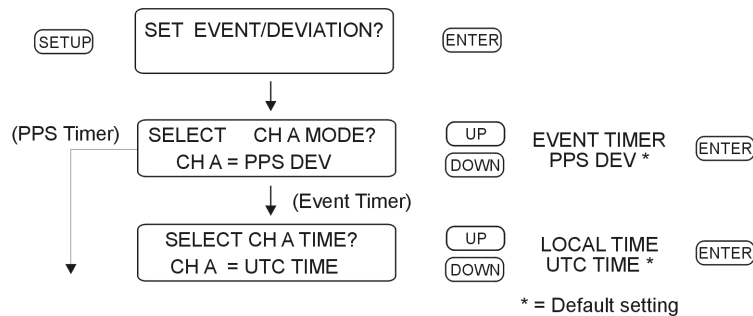 SETUP
SET EVENT/DEVIATION?
ENTER
(PPS Timer)
SELECT CH A MODE?
CH A = PPS DEV
UP
DOWN
EVENT TIMER
PPS DEV *
ENTER
(Event Timer)
SELECT CH A TIME?
CH A = UTC TIME
UP
DOWN
LOCAL TIME
UTC TIME *
ENTER
* = Default setting